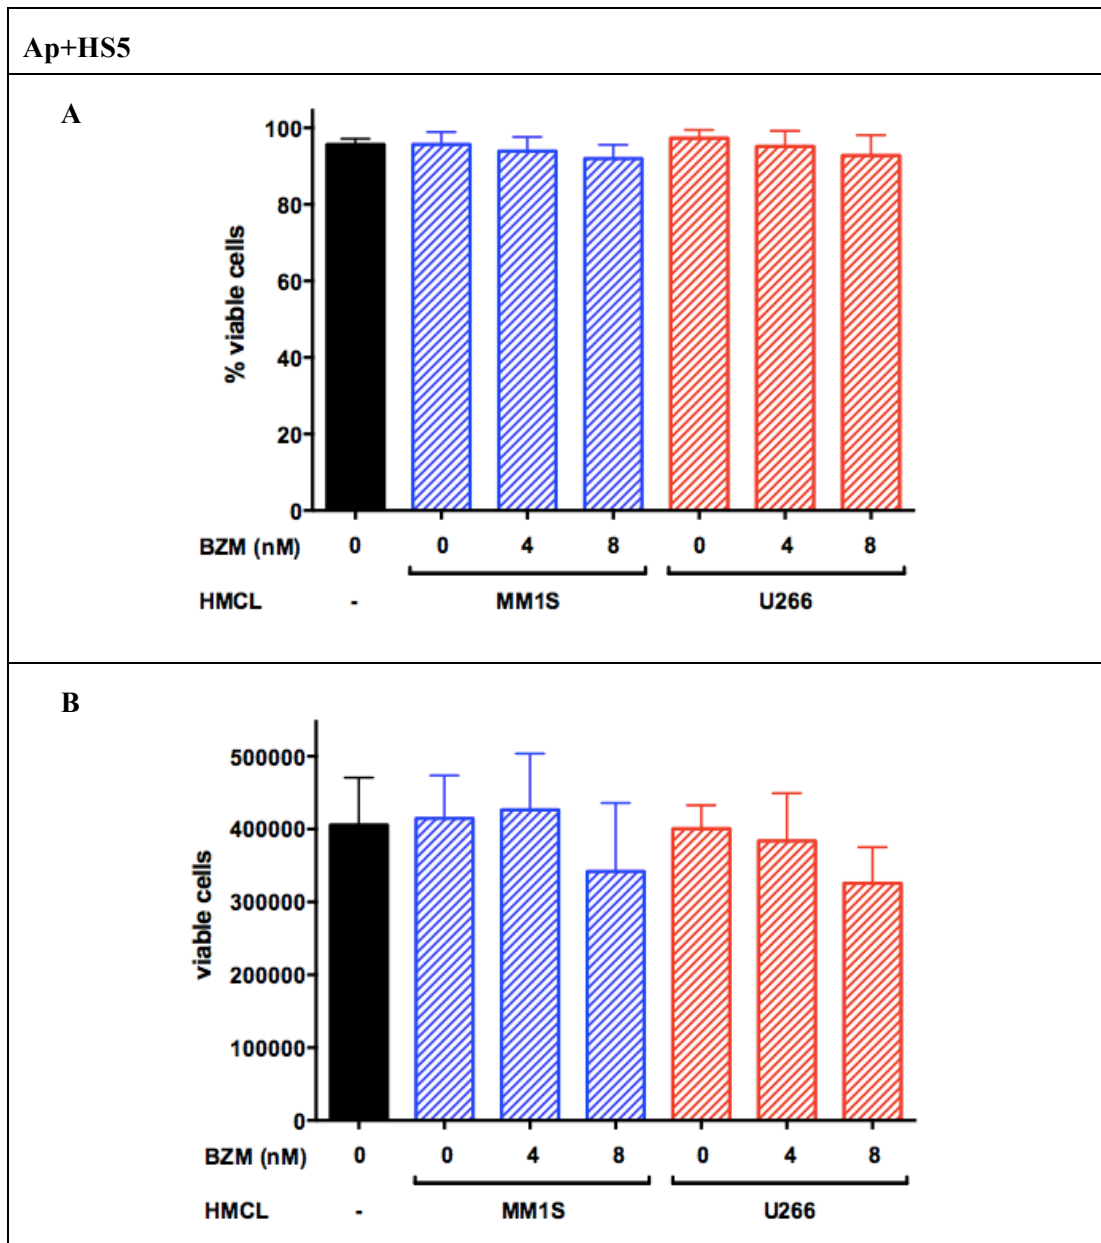 Ap+HS5
A
% viable cells
100
80
60
40
20
0
BZM (nM) 0 0 4 8 0 4 8
HMCL - MM1S U266
B
viable cells
500000
400000
300000
200000
100000
0
BZM (nM) 0 0 4 8 0 4 8
HMCL - MM1S U266